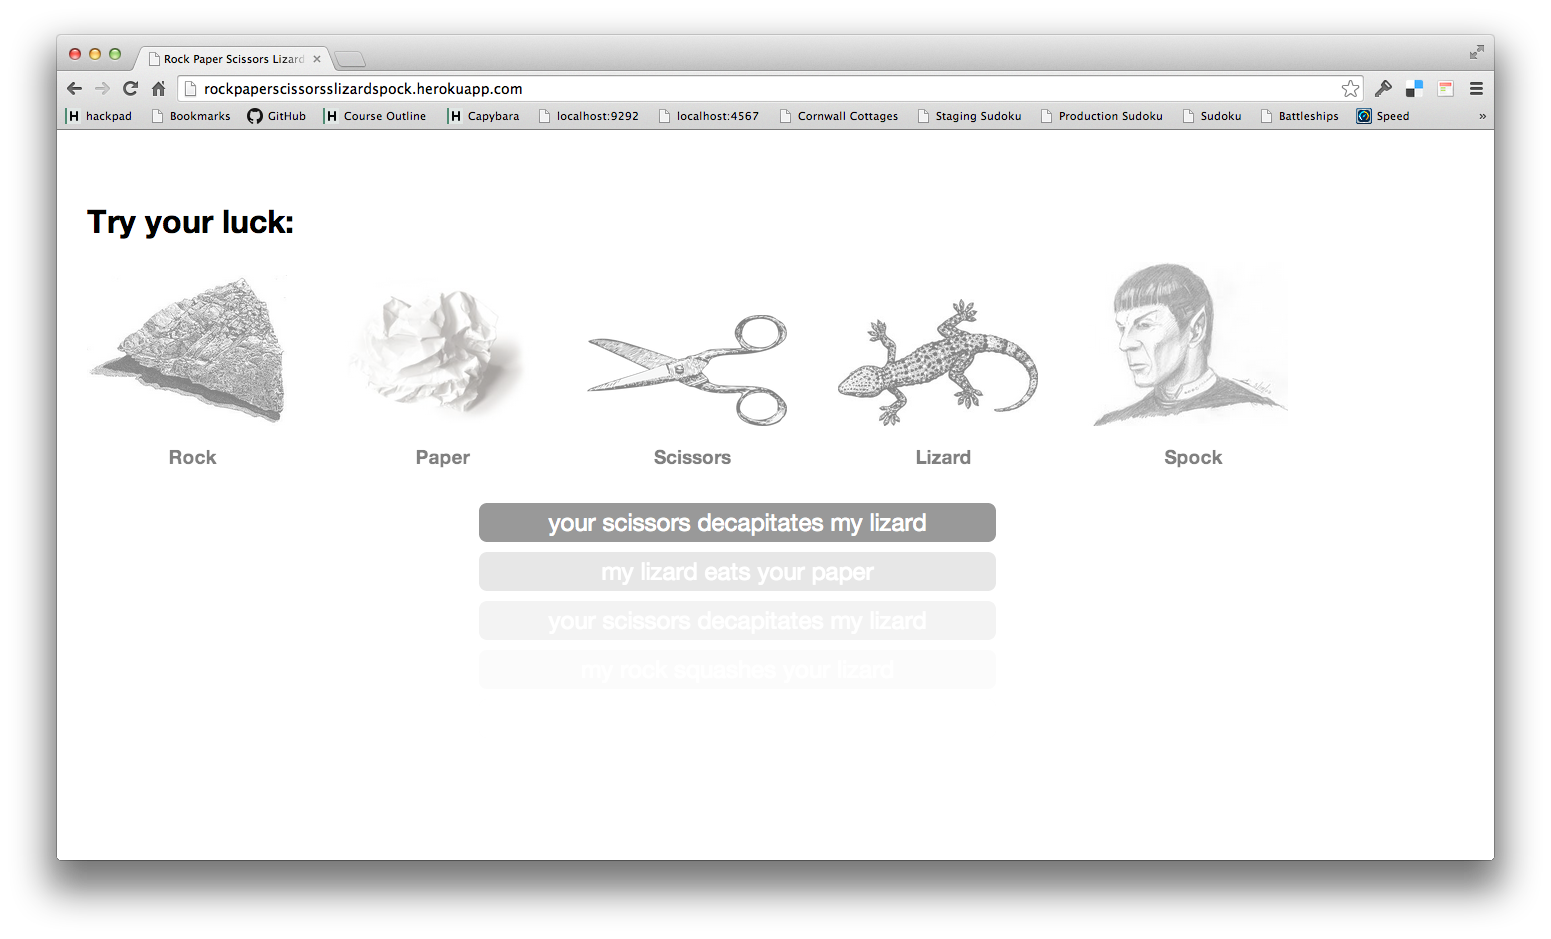 Rock Paper Scissors Lizard
rockpaperscissorsslizardspock.herokuapp.com
hackpad Bookmarks GitHub Course Outline Capybara localhost:9292 localhost:4567 Cornwall Cottages Staging Sudoku Production Sudoku Sudoku Battleships Speed »
Try your luck:
Rock Paper Scissors Lizard Spock
your scissors decapitates my lizard
my lizard eats your paper
your scissors decapitates my lizard
my rock squashes your lizard